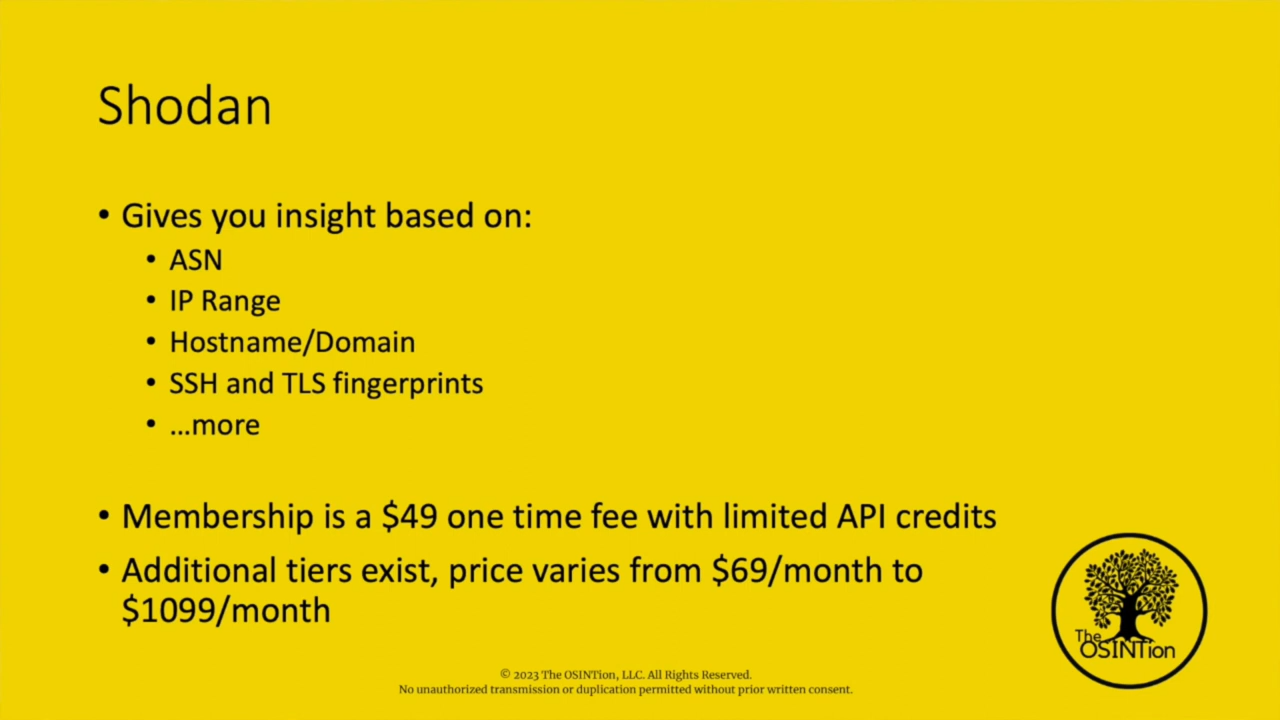 Shodan
• Gives you insight based on:
• ASN
• IP Range
• Hostname/Domain
• SSH and TLS fingerprints
• ...more
• Membership is a $49 one time fee with limited API credits
• Additional tiers exist, price varies from $69/month to
$1099/month
The
OSINTion
© 2023 The OSINTion, LLC. All Rights Reserved.
No unauthorized transmission or duplication permitted without prior written consent.